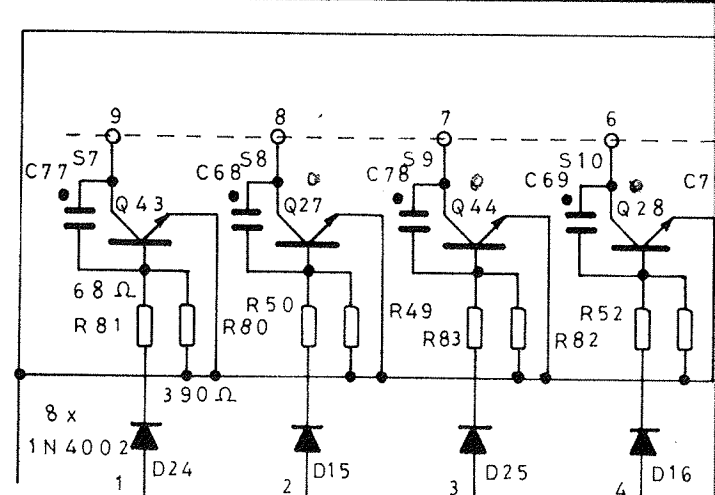 9 8 7 6
S7 S8 S9 S10
C77 C68 C78 C69 C7
Q43 Q27 Q44 Q28
68 Ω R50 R49 R52
R81 R80 R83 R82
390Ω
8 x
1N4002
D24 D15 D25 D16
1 2 3 4